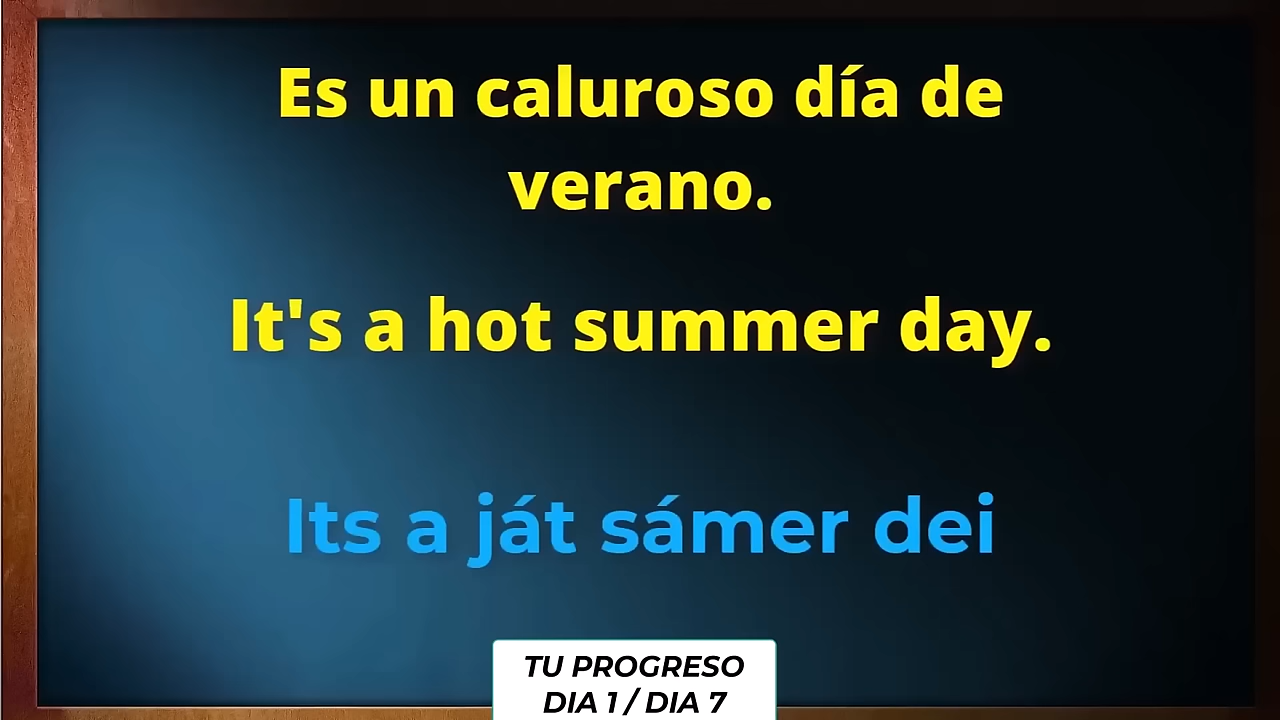 Es un caluroso día de
verano.
It's a hot summer day.
Its a ját sámer dei
TU PROGRESO
DIA 1 / DIA 7